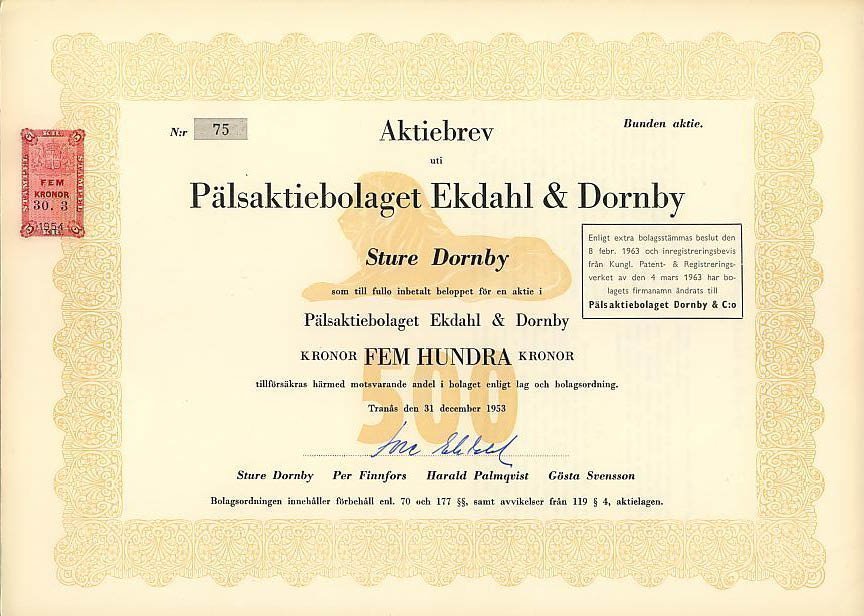 N:r 75
Aktiebrev
Bunden aktie.
uti
Pälsaktiebolaget Ekdahl & Dornby
STÄMPEL
KR.
STÄMPEL
FEM
KRONOR
30. 3
1954
KR.
Sture Dornby
som till fullo inbetalt beloppet för en aktie i
Pälsaktiebolaget Ekdahl & Dornby
KRONOR FEM HUNDRA KRONOR
500
tillförsäkras härmed motsvarande andel i bolaget enligt lag och bolagsordning.
Tranås den 31 december 1953
Enligt extra bolagsstämmas beslut den
8 febr. 1963 och inregistreringsbevis
från Kungl. Patent- & Registrerings-
verket av den 4 mars 1963 har bo-
lagets firmanamn ändrats till
Pälsaktiebolaget Dornby & C:o
Sture Dornby Per Finnfors Harald Palmqvist Gösta Svensson
Bolagsordningen innehåller förbehåll enl. 70 och 177 §§, samt avvikelser från 119 § 4, aktielagen.